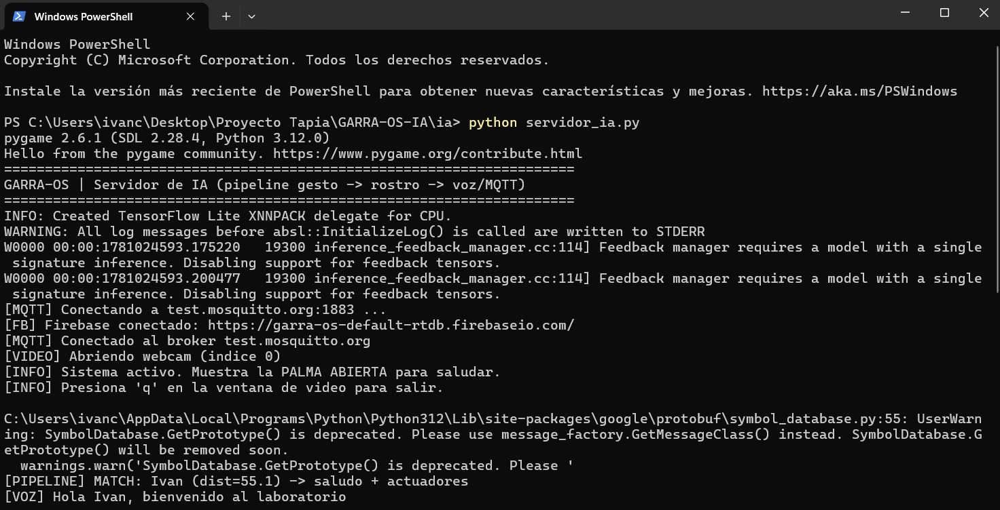 Windows PowerShell
Windows PowerShell
Copyright (C) Microsoft Corporation. Todos los derechos reservados.
Instale la versión más reciente de PowerShell para obtener nuevas características y mejoras. https://aka.ms/PSWindows
PS C:\Users\ivanc\Desktop\Proyecto Tapia\GARRA-OS-IA\ia> python servidor_ia.py
pygame 2.6.1 (SDL 2.28.4, Python 3.12.0)
Hello from the pygame community. https://www.pygame.org/contribute.html
======================================================================
GARRA-OS | Servidor de IA (pipeline gesto -> rostro -> voz/MQTT)
======================================================================
INFO: Created TensorFlow Lite XNNPACK delegate for CPU.
WARNING: All log messages before absl::InitializeLog() is called are written to STDERR
W0000 00:00:1781024593.175220   19300 inference_feedback_manager.cc:114] Feedback manager requires a model with a single
 signature inference. Disabling support for feedback tensors.
W0000 00:00:1781024593.200477   19300 inference_feedback_manager.cc:114] Feedback manager requires a model with a single
 signature inference. Disabling support for feedback tensors.
[MQTT] Conectando a test.mosquitto.org:1883 ...
[FB] Firebase conectado: https://garra-os-default-rtdb.firebaseio.com/
[MQTT] Conectado al broker test.mosquitto.org
[VIDEO] Abriendo webcam (indice 0)
[INFO] Sistema activo. Muestra la PALMA ABIERTA para saludar.
[INFO] Presiona 'q' en la ventana de video para salir.
C:\Users\ivanc\AppData\Local\Programs\Python\Python312\Lib\site-packages\google\protobuf\symbol_database.py:55: UserWarn
ing: SymbolDatabase.GetPrototype() is deprecated. Please use message_factory.GetMessageClass() instead. SymbolDatabase.G
etPrototype() will be removed soon.
  warnings.warn('SymbolDatabase.GetPrototype() is deprecated. Please '
[PIPELINE] MATCH: Ivan (dist=55.1) -> saludo + actuadores
[VOZ] Hola Ivan, bienvenido al laboratorio